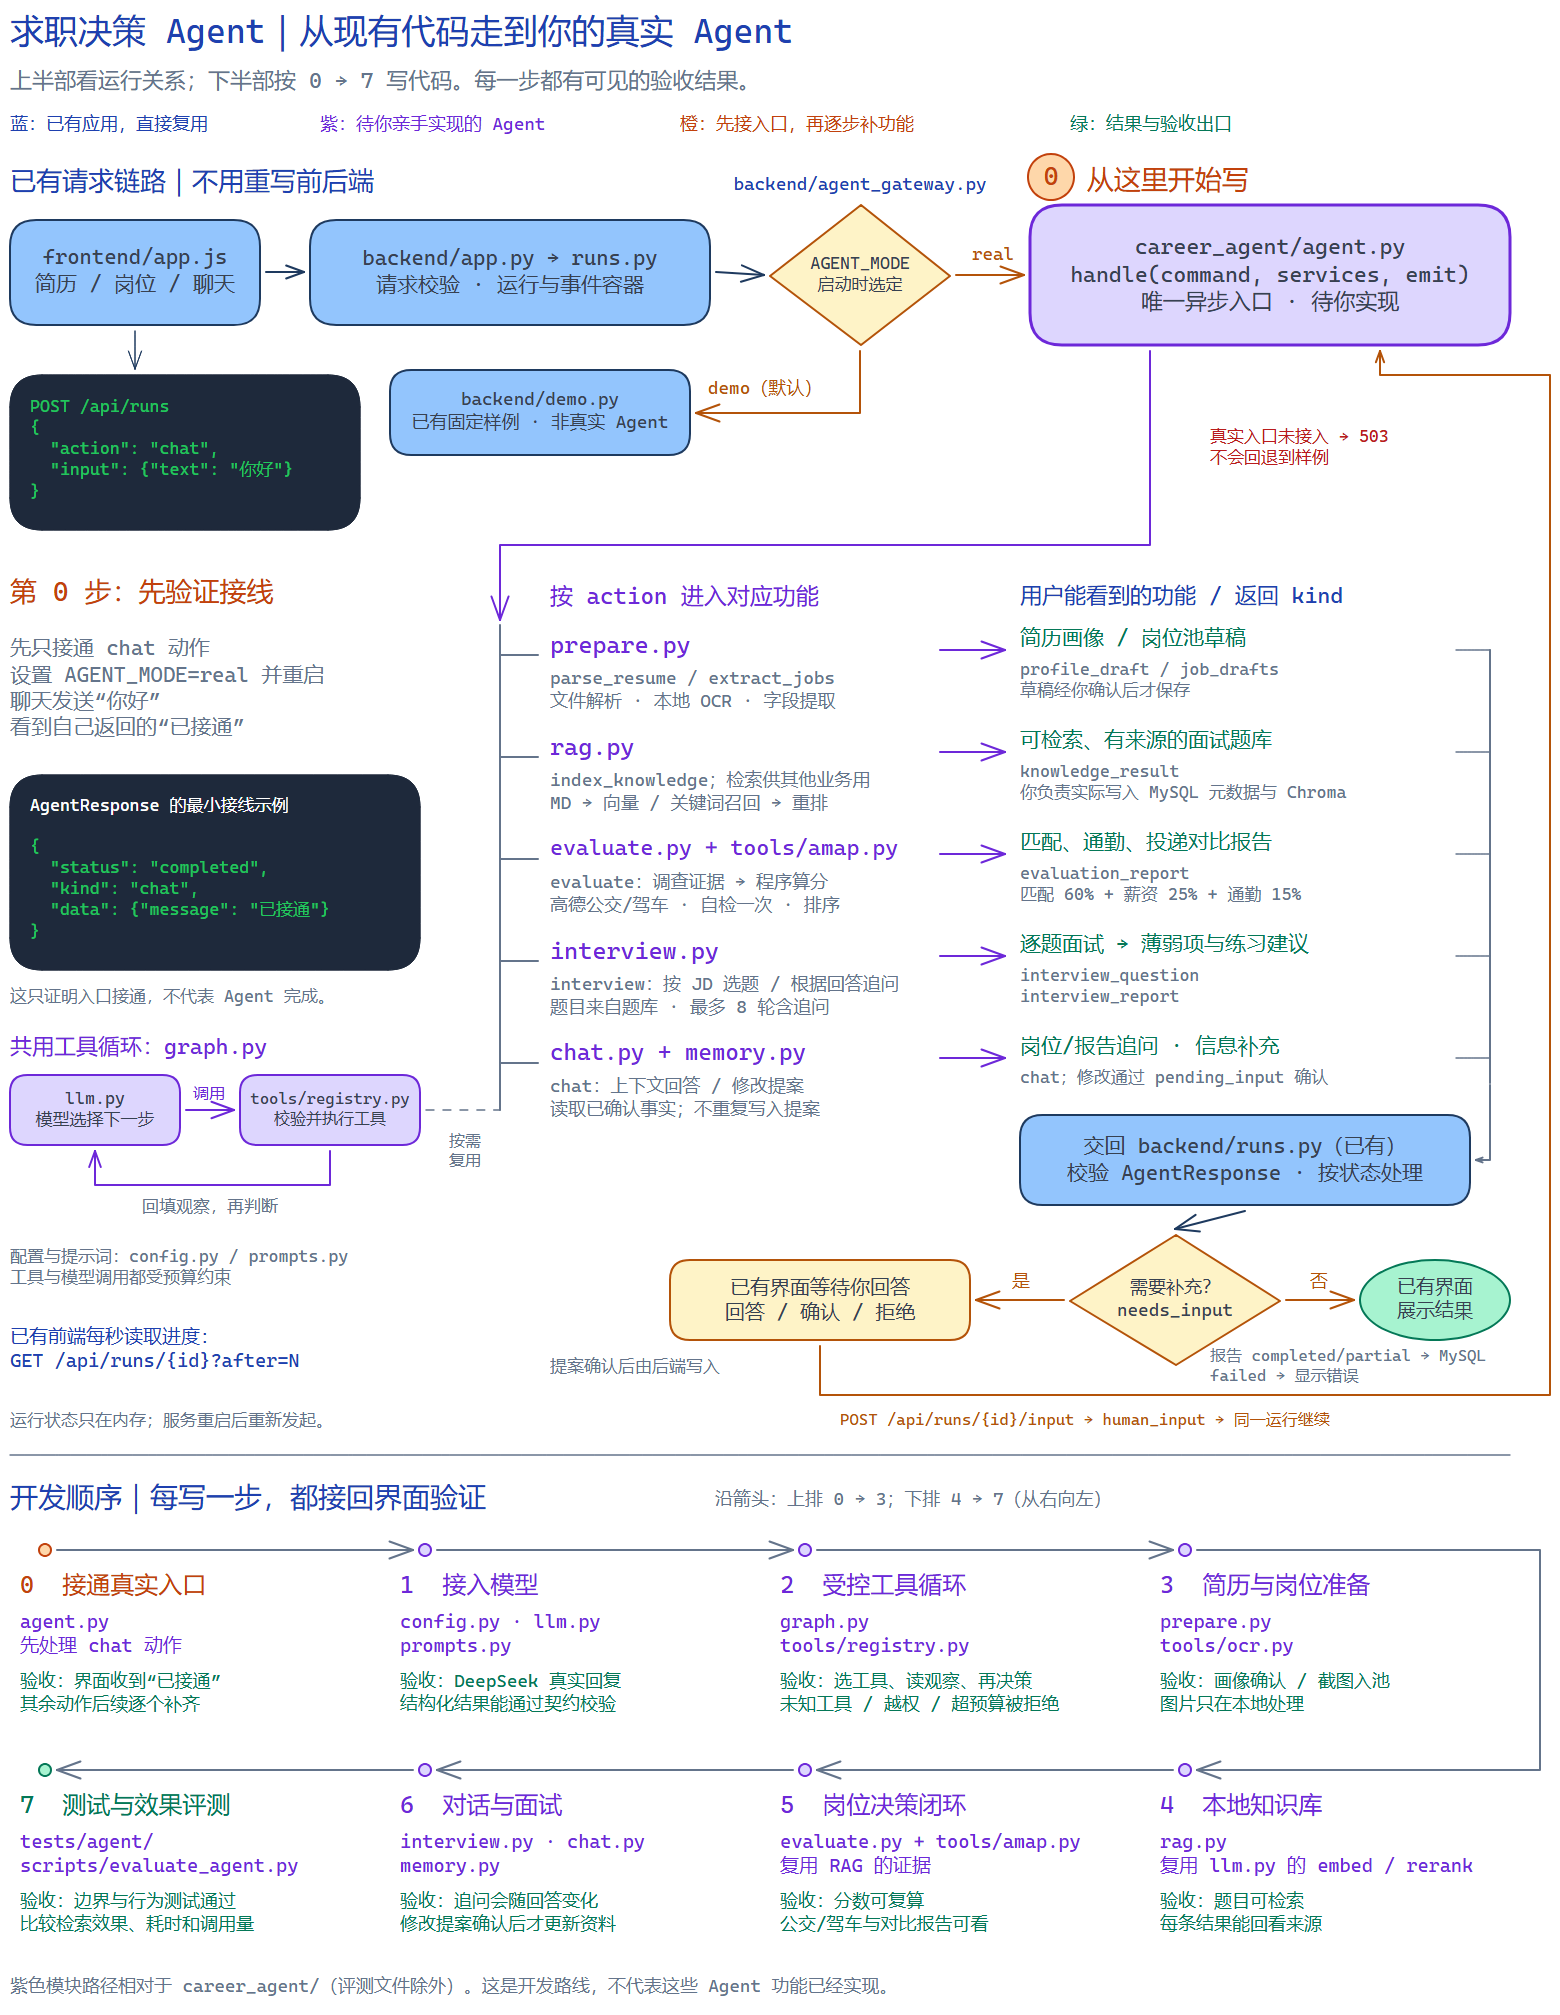 求职决策 Agent｜从现有代码走到你的真实 Agent
上半部看运行关系；下半部按 0 → 7 写代码。每一步都有可见的验收结果。
蓝：已有应用，直接复用
紫：待你亲手实现的 Agent
橙：先接入口，再逐步补功能
绿：结果与验收出口
已有请求链路｜不用重写前后端
backend/agent_gateway.py
0 从这里开始写
frontend/app.js
简历 / 岗位 / 聊天
backend/app.py → runs.py
请求校验 · 运行与事件容器
AGENT_MODE
启动时选定
real
career_agent/agent.py
handle(command, services, emit)
唯一异步入口 · 待你实现
demo（默认）
backend/demo.py
已有固定样例 · 非真实 Agent
POST /api/runs
{
"action": "chat",
"input": {"text": "你好"}
}
真实入口未接入 → 503
不会回退到样例
第 0 步：先验证接线
先只接通 chat 动作
设置 AGENT_MODE=real 并重启
聊天发送“你好”
看到自己返回的“已接通”
AgentResponse 的最小接线示例
{
"status": "completed",
"kind": "chat",
"data": {"message": "已接通"}
}
这只证明入口接通，不代表 Agent 完成。
共用工具循环：graph.py
llm.py
模型选择下一步
调用
tools/registry.py
校验并执行工具
按需
复用
回填观察，再判断
配置与提示词：config.py / prompts.py
工具与模型调用都受预算约束
已有前端每秒读取进度：
GET /api/runs/{id}?after=N
运行状态只在内存；服务重启后重新发起。
按 action 进入对应功能
prepare.py
parse_resume / extract_jobs
文件解析 · 本地 OCR · 字段提取
rag.py
index_knowledge；检索供其他业务用
MD → 向量 / 关键词召回 → 重排
evaluate.py + tools/amap.py
evaluate：调查证据 → 程序算分
高德公交/驾车 · 自检一次 · 排序
interview.py
interview：按 JD 选题 / 根据回答追问
题目来自题库 · 最多 8 轮含追问
chat.py + memory.py
chat：上下文回答 / 修改提案
读取已确认事实；不重复写入提案
用户能看到的功能 / 返回 kind
简历画像 / 岗位池草稿
profile_draft / job_drafts
草稿经你确认后才保存
可检索、有来源的面试题库
knowledge_result
你负责实际写入 MySQL 元数据与 Chroma
匹配、通勤、投递对比报告
evaluation_report
匹配 60% + 薪资 25% + 通勤 15%
逐题面试 → 薄弱项与练习建议
interview_question
interview_report
岗位/报告追问 · 信息补充
chat；修改通过 pending_input 确认
交回 backend/runs.py（已有）
校验 AgentResponse · 按状态处理
需要补充？
needs_input
是
否
已有界面等待你回答
回答 / 确认 / 拒绝
已有界面
展示结果
提案确认后由后端写入
报告 completed/partial → MySQL
failed → 显示错误
POST /api/runs/{id}/input → human_input → 同一运行继续
开发顺序｜每写一步，都接回界面验证
沿箭头：上排 0 → 3；下排 4 → 7（从右向左）
0 接通真实入口
agent.py
先处理 chat 动作
验收：界面收到“已接通”
其余动作后续逐个补齐
1 接入模型
config.py · llm.py
prompts.py
验收：DeepSeek 真实回复
结构化结果能通过契约校验
2 受控工具循环
graph.py
tools/registry.py
验收：选工具、读观察、再决策
未知工具 / 越权 / 超预算被拒绝
3 简历与岗位准备
prepare.py
tools/ocr.py
验收：画像确认 / 截图入池
图片只在本地处理
7 测试与效果评测
tests/agent/
scripts/evaluate_agent.py
验收：边界与行为测试通过
比较检索效果、耗时和调用量
6 对话与面试
interview.py · chat.py
memory.py
验收：追问会随回答变化
修改提案确认后才更新资料
5 岗位决策闭环
evaluate.py + tools/amap.py
复用 RAG 的证据
验收：分数可复算
公交/驾车与对比报告可看
4 本地知识库
rag.py
复用 llm.py 的 embed / rerank
验收：题目可检索
每条结果能回看来源
紫色模块路径相对于 career_agent/（评测文件除外）。这是开发路线，不代表这些 Agent 功能已经实现。